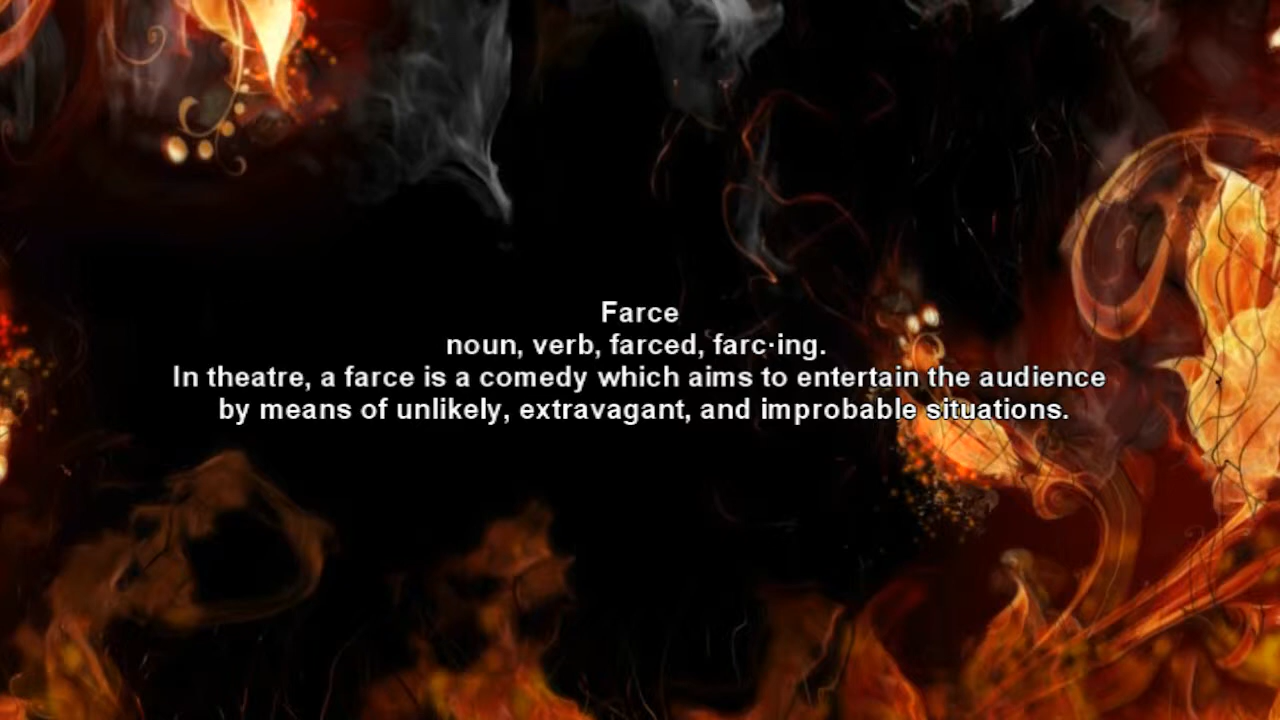 Farce
noun, verb, farced, farc·ing.
In theatre, a farce is a comedy which aims to entertain the audience
by means of unlikely, extravagant, and improbable situations.